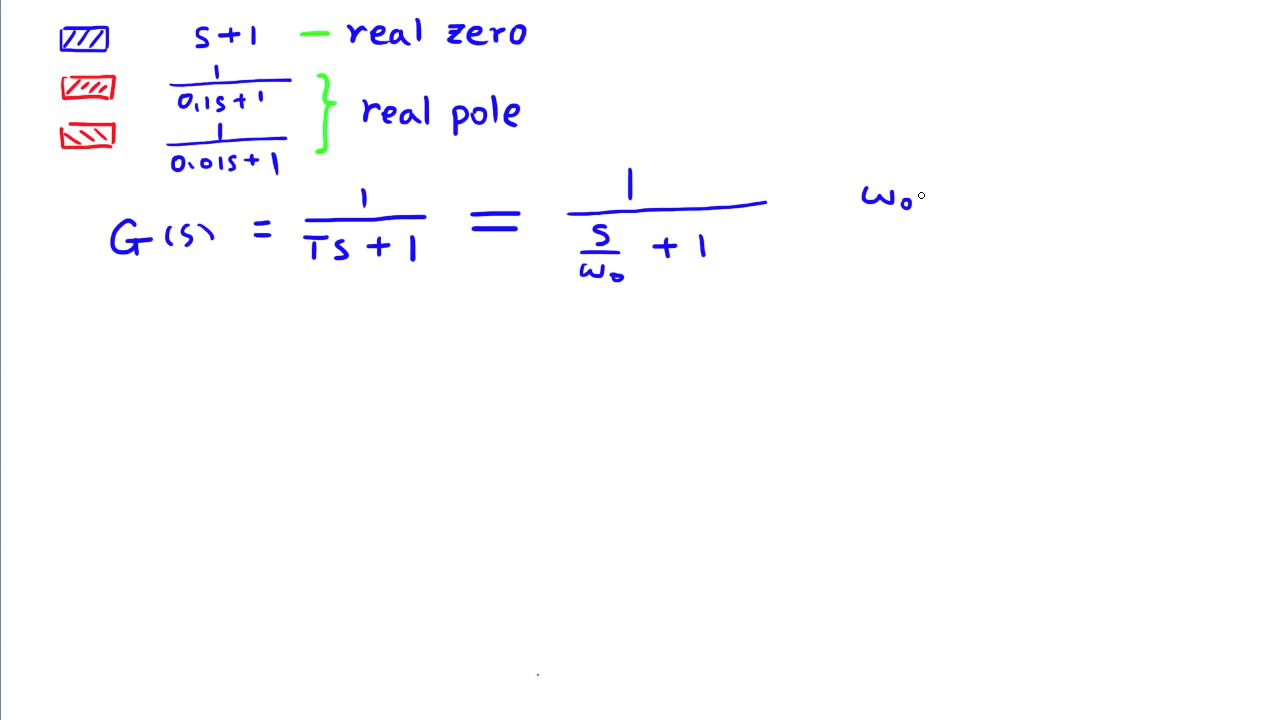 s+1 — real zero
1/(0.1s+1)
1/(0.01s+1) } real pole
G(s) = 1/(Ts+1) = 1/(s/ω₀ + 1) ω₀